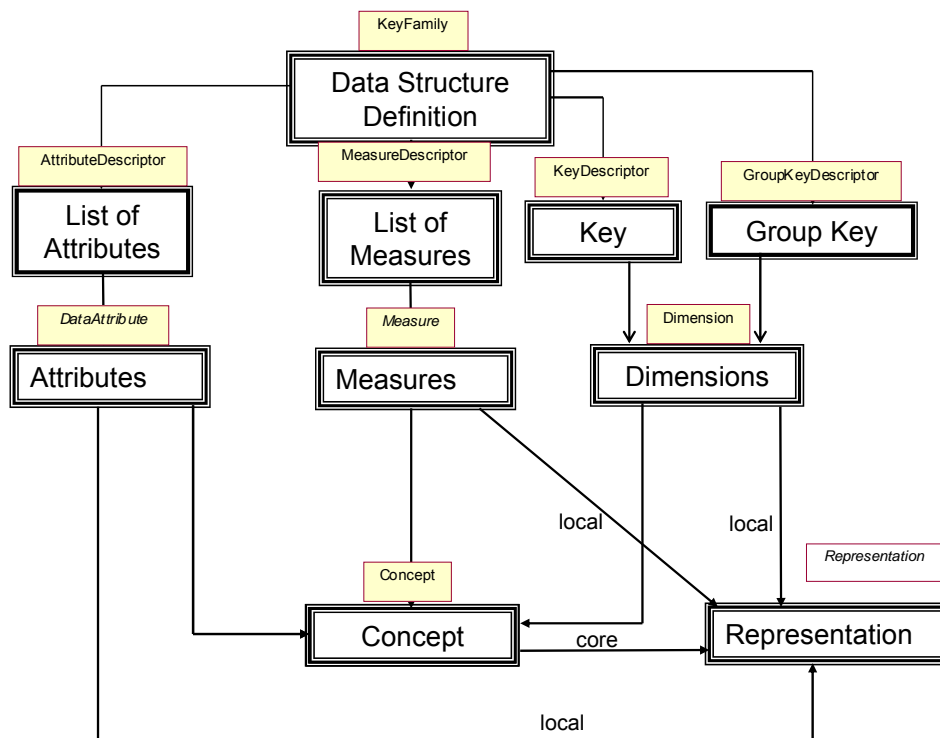 KeyFamily
Data Structure
Definition
AttributeDescriptor
MeasureDescriptor
KeyDescriptor
GroupKeyDescriptor
List of
Attributes
List of
Measures
Key
Group Key
DataAttribute
Measure
Dimension
Attributes
Measures
Dimensions
local
local
Representation
Concept
Concept
core
Representation
local